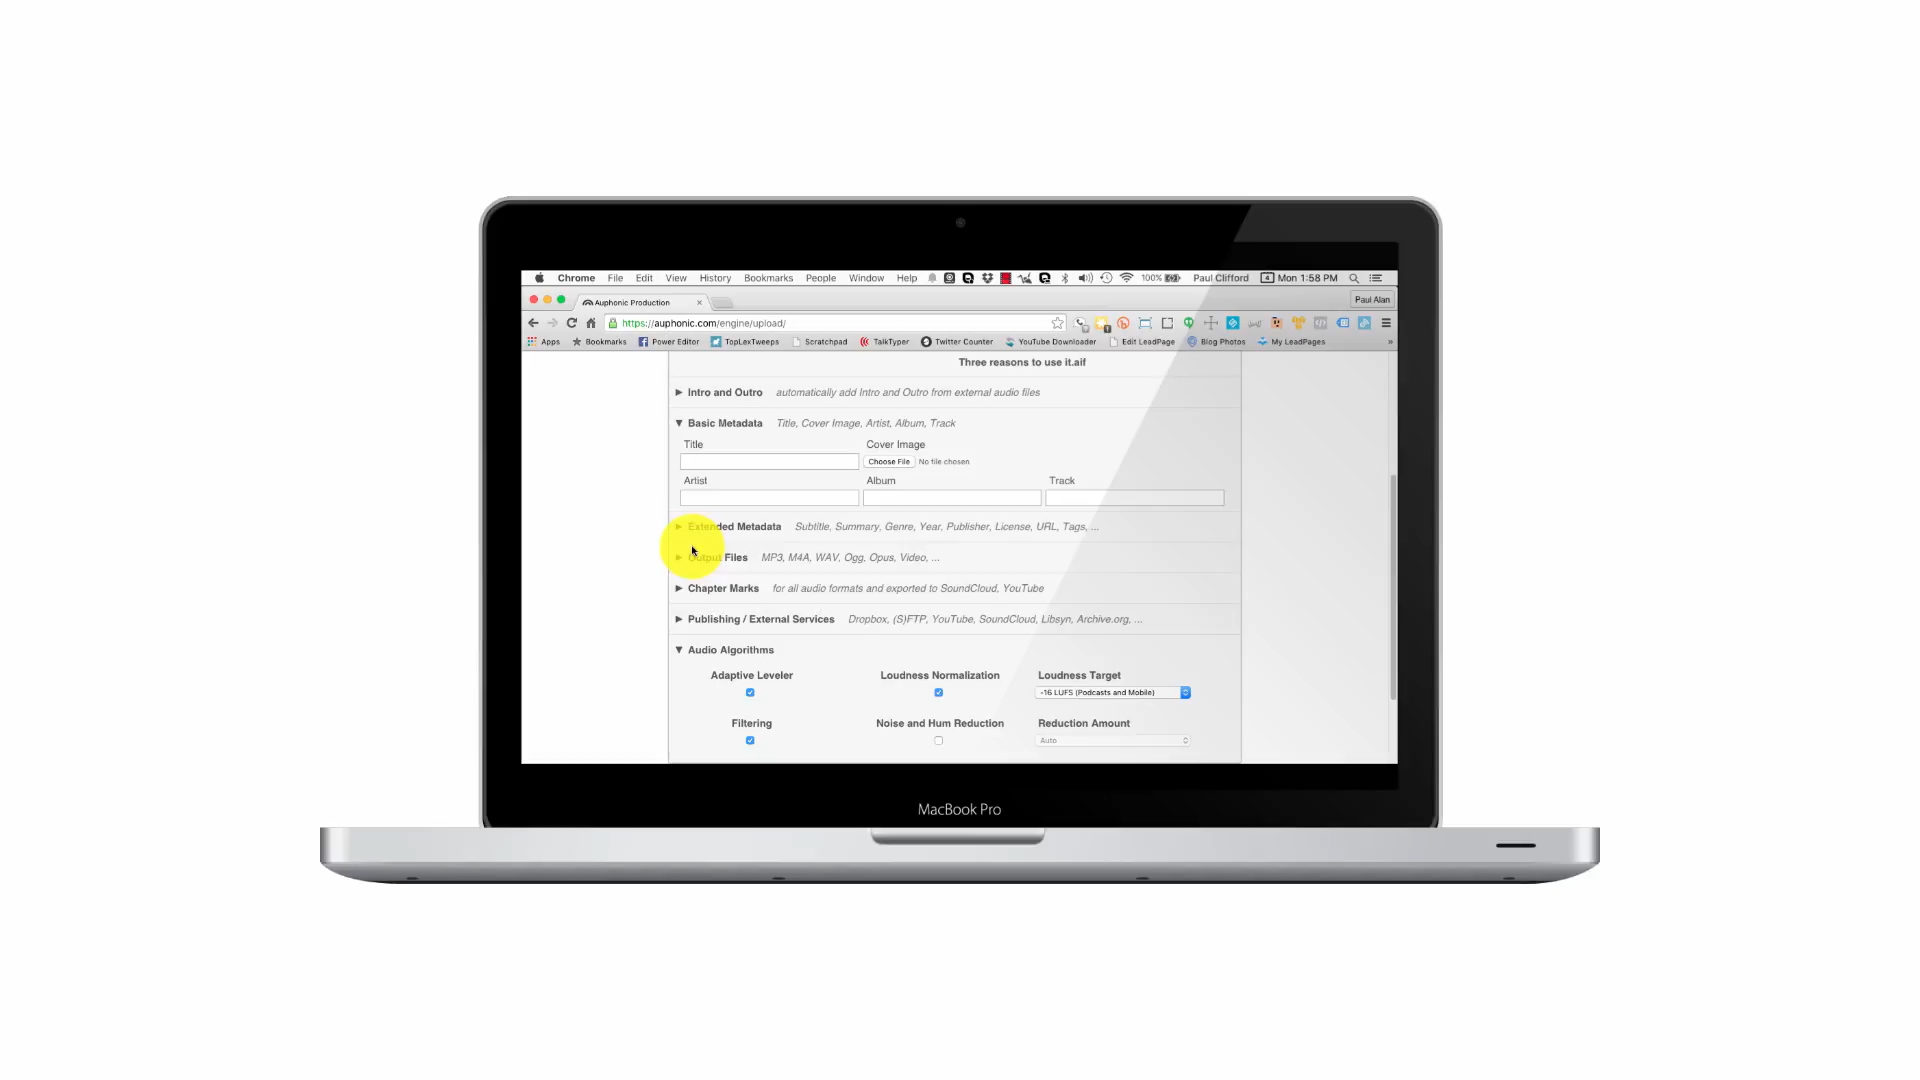 Chrome File Edit View History Bookmarks People Window Help 100% Paul Clifford Mon 1:58 PM
Auphonic Production Paul Alan
https://auphonic.com/engine/upload/
Apps Bookmarks Power Editor TopLexTweeps Scratchpad TalkTyper Twitter Counter YouTube Downloader Edit LeadPage Blog Photos My LeadPages »
Three reasons to use it.aif
Intro and Outro automatically add Intro and Outro from external audio files
Basic Metadata Title, Cover Image, Artist, Album, Track
Title Cover Image
Choose File No file chosen
Artist Album Track
Extended Metadata Subtitle, Summary, Genre, Year, Publisher, License, URL, Tags, ...
Output Files MP3, M4A, WAV, Ogg, Opus, Video, ...
Chapter Marks for all audio formats and exported to SoundCloud, YouTube
Publishing / External Services Dropbox, (S)FTP, YouTube, SoundCloud, Libsyn, Archive.org, ...
Audio Algorithms
Adaptive Leveler Loudness Normalization Loudness Target
-16 LUFS (Podcasts and Mobile)
Filtering Noise and Hum Reduction Reduction Amount
Auto
MacBook Pro